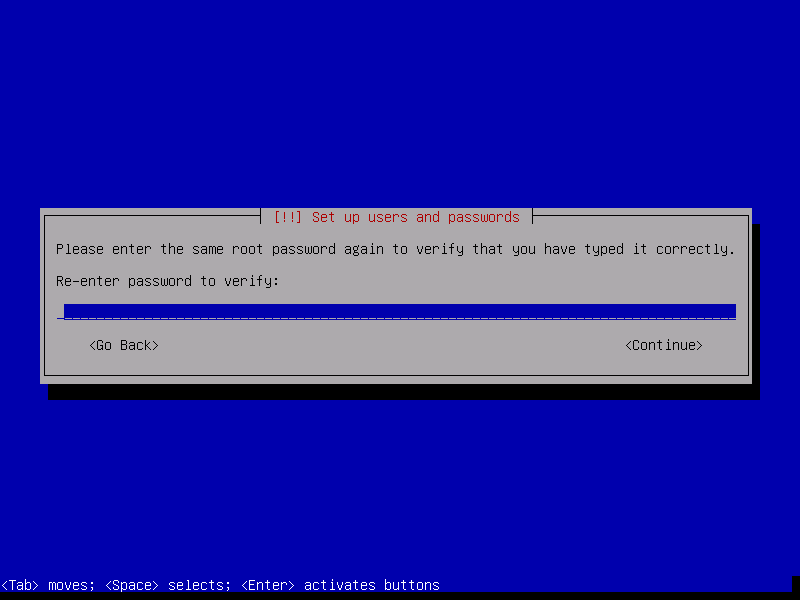 [!!] Set up users and passwords
Please enter the same root password again to verify that you have typed it correctly.
Re-enter password to verify:
<Go Back> <Continue>
<Tab> moves; <Space> selects; <Enter> activates buttons